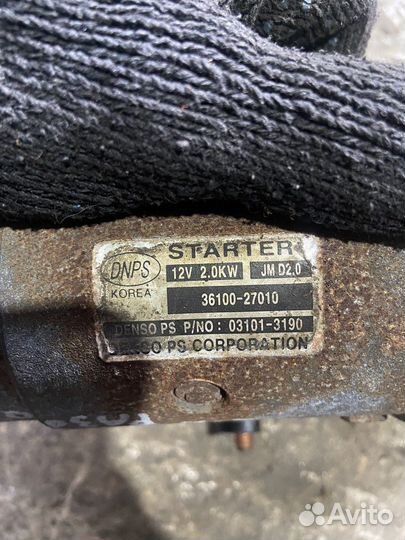 STARTER
DNPS
KOREA
12V 2.0KW
JM D2.0
36100-27010
DENSO PS P/NO : 03101-3190
DENSO PS CORPORATION
Avito